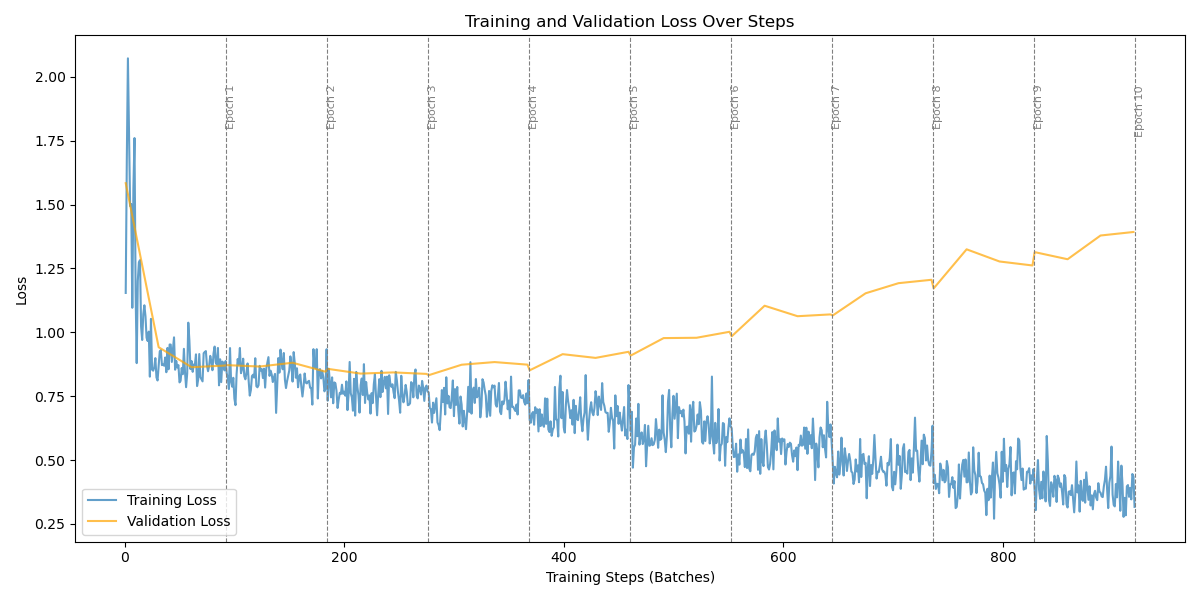 Training and Validation Loss Over Steps
Loss
2.00
1.75
1.50
1.25
1.00
0.75
0.50
0.25
Epoch 1
Epoch 2
Epoch 3
Epoch 4
Epoch 5
Epoch 6
Epoch 7
Epoch 8
Epoch 9
Epoch 10
Training Loss
Validation Loss
0
200
400
600
800
Training Steps (Batches)